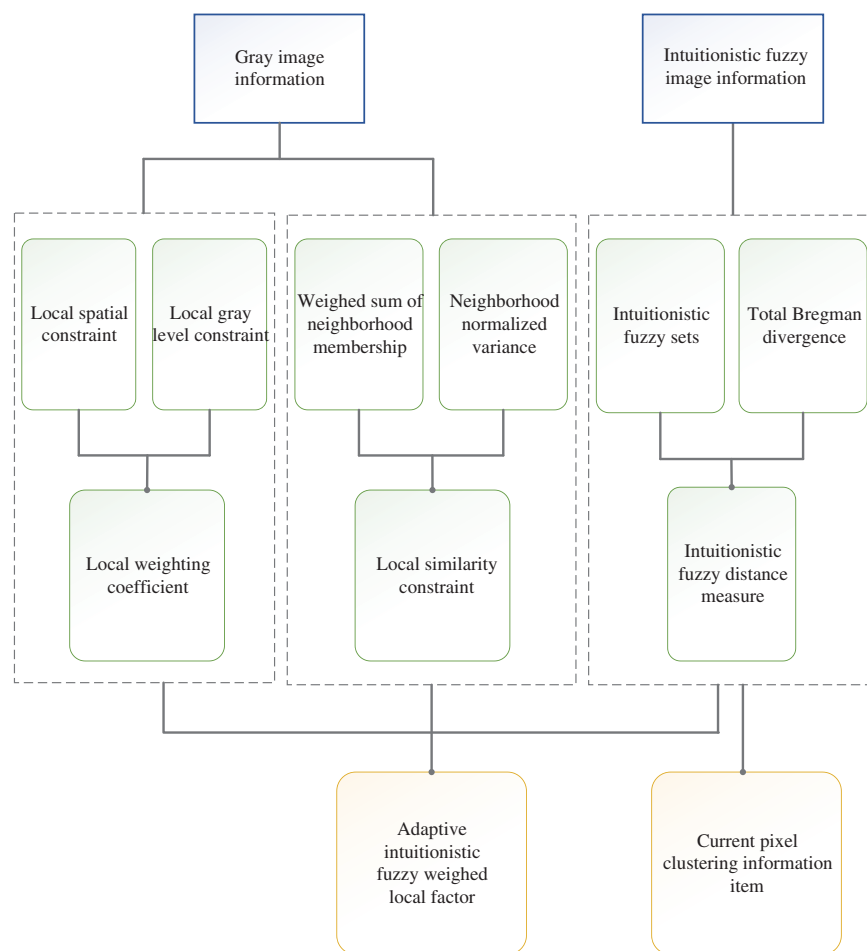 Gray image
information
Intuitionistic fuzzy
image information
Local spatial
constraint
Local gray
level constraint
Weighed sum of
neighborhood
membership
Neighborhood
normalized
variance
Intuitionistic
fuzzy sets
Total Bregman
divergence
Local weighting
coefficient
Local similarity
constraint
Intuitionistic
fuzzy distance
measure
Adaptive
intuitionistic
fuzzy weighed
local factor
Current pixel
clustering information
item